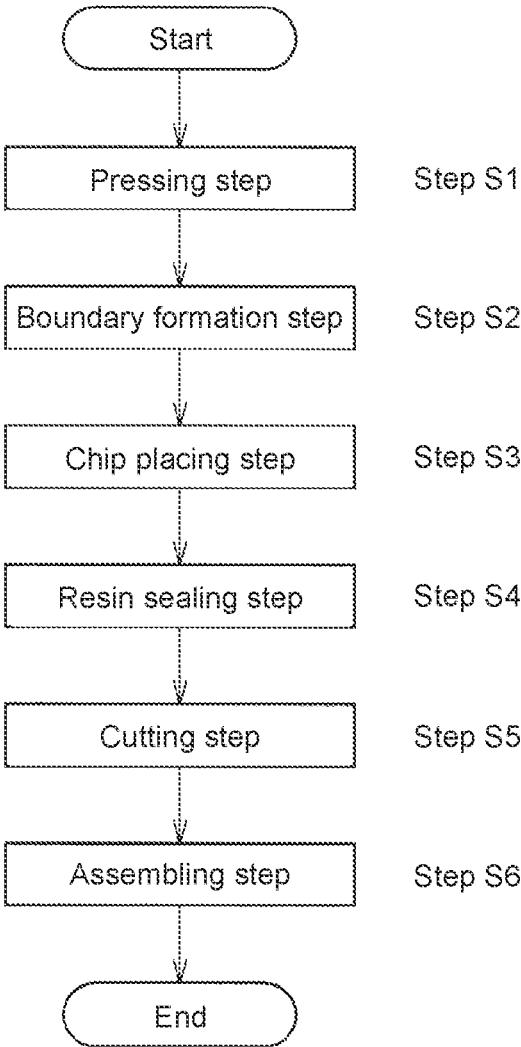 Start
Pressing step Step S1
Boundary formation step Step S2
Chip placing step Step S3
Resin sealing step Step S4
Cutting step Step S5
Assembling step Step S6
End